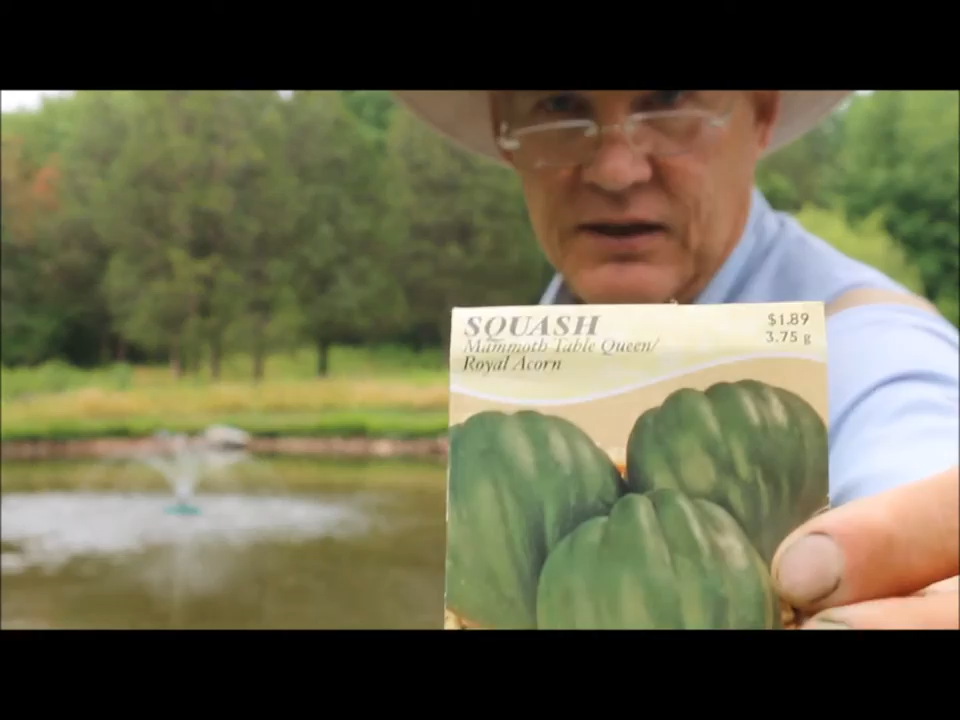 SQUASH
Mammoth Table Queen/
Royal Acorn
$1.89
3.75 g